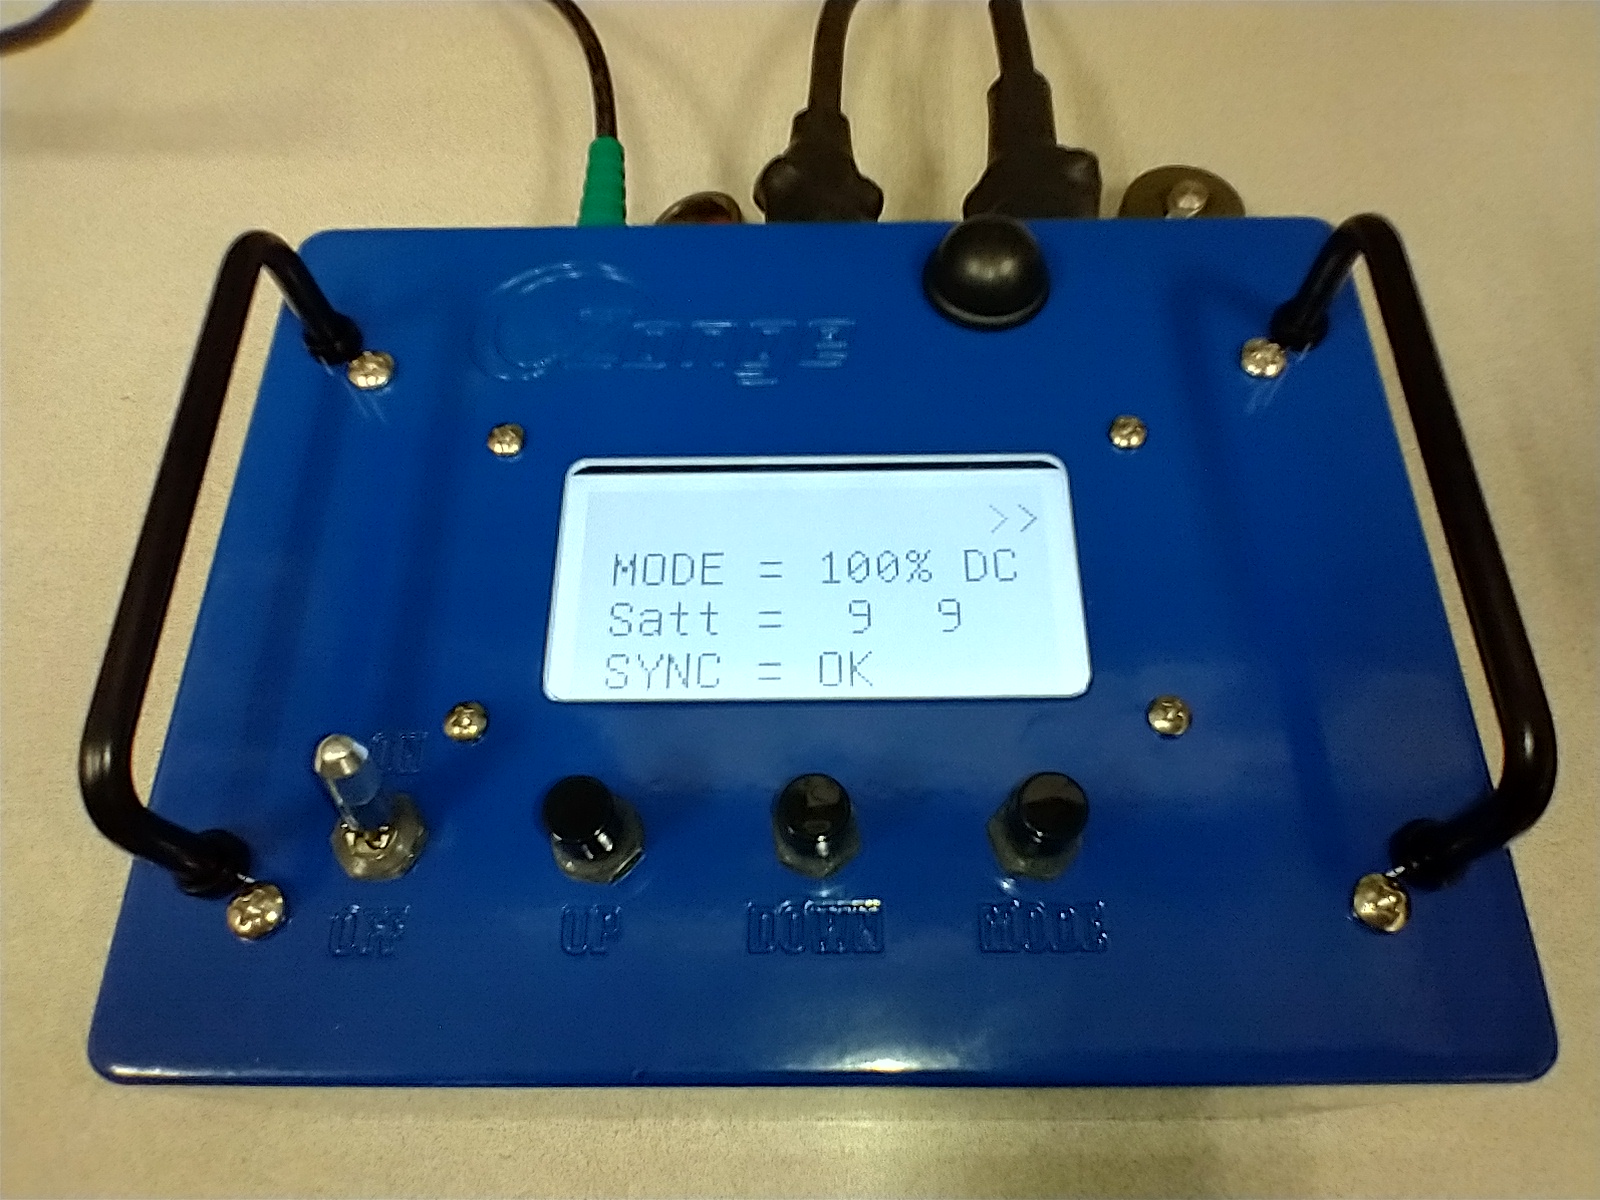 >>
MODE = 100% DC
Satt = 9 9
SYNC = OK
ON
OFF
UP
DOWN
MODE